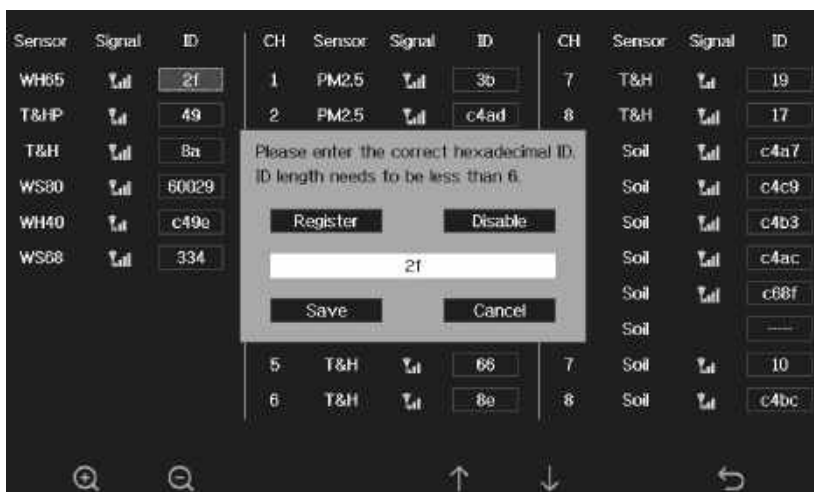 Sensor Signal ID CH Sensor Signal ID CH Sensor Signal ID
WH65 2f 1 PM2.5 3b 7 T&H 19
T&HP 49 2 PM2.5 c4ad 8 T&H 17
T&H 8a Soil c4a7
WS80 60029 Soil c4c9
WH40 c49e Soil c4b3
WS68 334 Soil c4ac
Soil c68f
Soil -----
5 T&H 66 7 Soil 10
6 T&H 8e 8 Soil c4bc
Please enter the correct hexadecimal ID.
ID length needs to be less than 6.
Register Disable
2f
Save Cancel